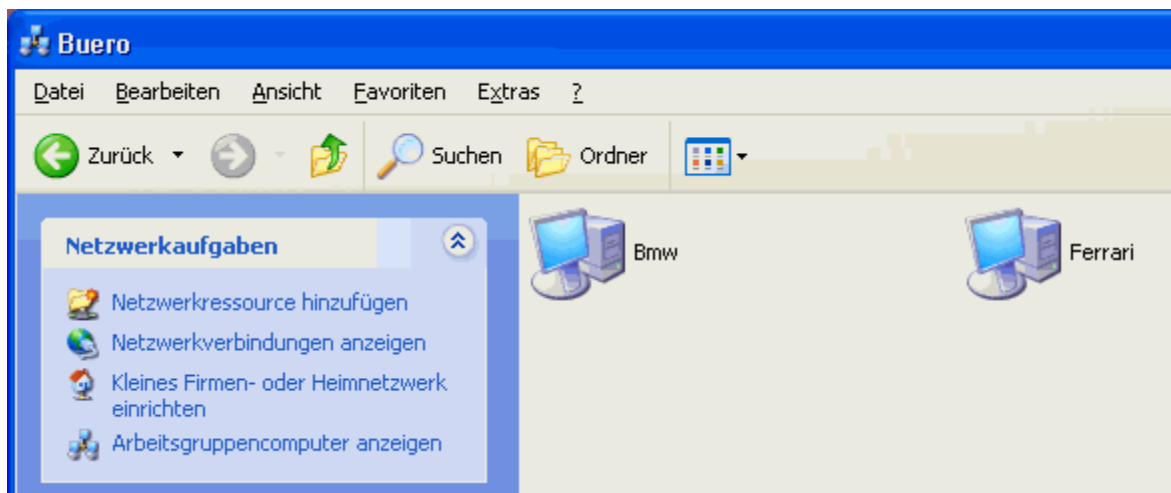 Buero
Datei Bearbeiten Ansicht Favoriten Extras ?
Zurück Suchen Ordner
Netzwerkaufgaben
Netzwerkressource hinzufügen
Netzwerkverbindungen anzeigen
Kleines Firmen- oder Heimnetzwerk
einrichten
Arbeitsgruppencomputer anzeigen
Bmw
Ferrari